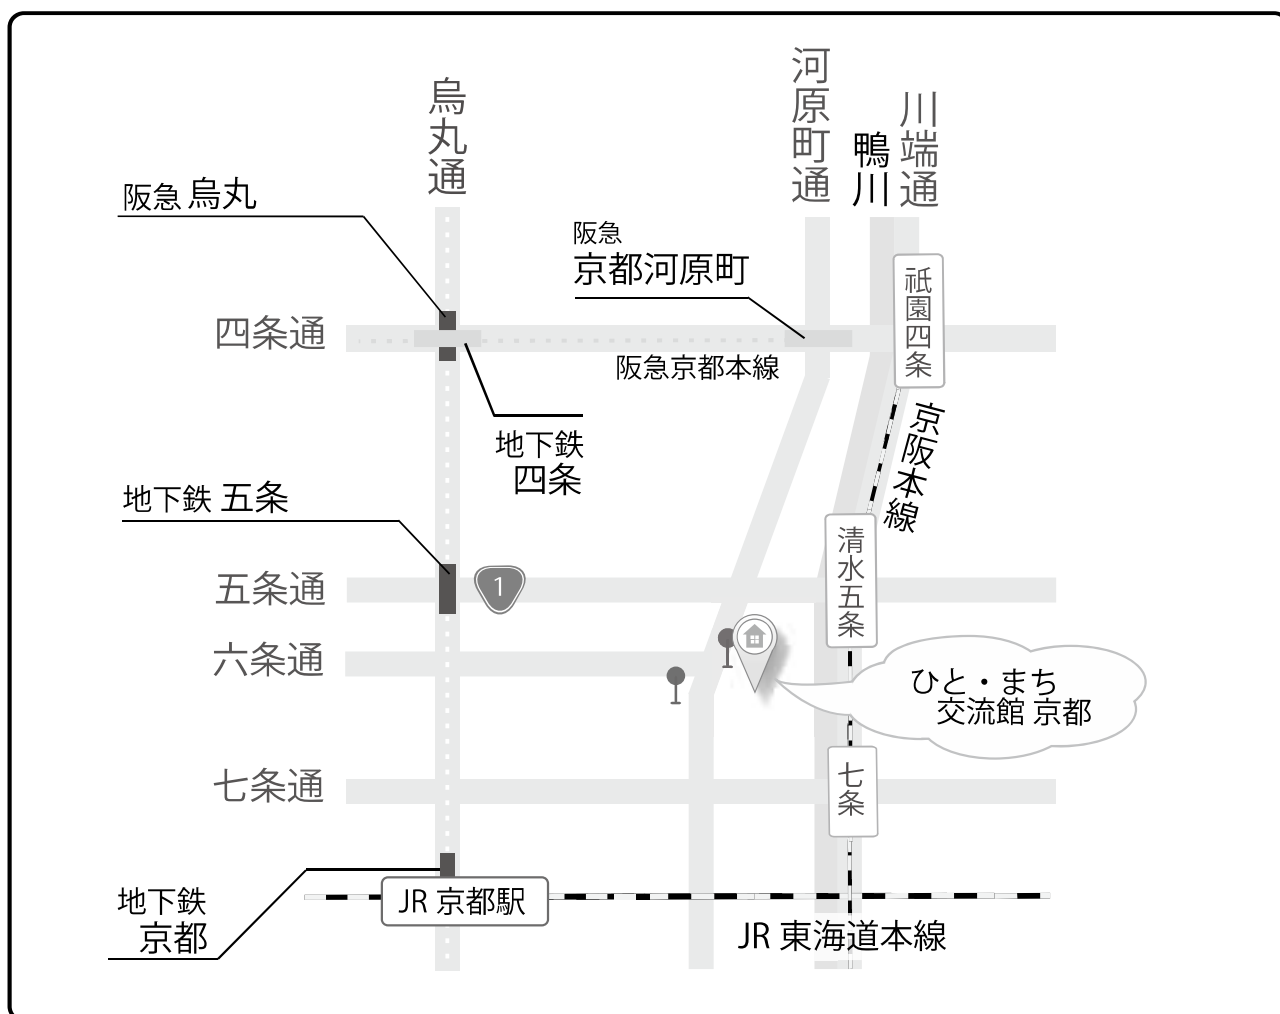 烏丸通
河原町通
鴨川
川端通
阪急 烏丸
阪急
京都河原町
祇園四条
四条通
阪急京都本線
京阪本線
地下鉄
四条
地下鉄 五条
清水五条
五条通
1
六条通
ひと・まち
交流館 京都
七条通
七条
地下鉄
京都
JR 京都駅
JR 東海道本線